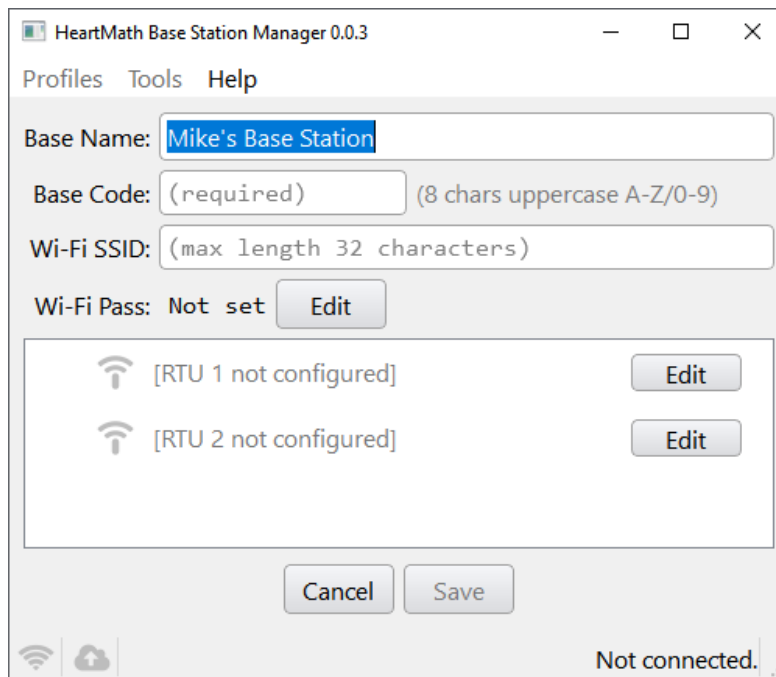 HeartMath Base Station Manager 0.0.3
Profiles Tools Help
Base Name: Mike's Base Station
Base Code: (required) (8 chars uppercase A-Z/0-9)
Wi-Fi SSID: (max length 32 characters)
Wi-Fi Pass: Not set Edit
[RTU 1 not configured] Edit
[RTU 2 not configured] Edit
Cancel Save
Not connected.